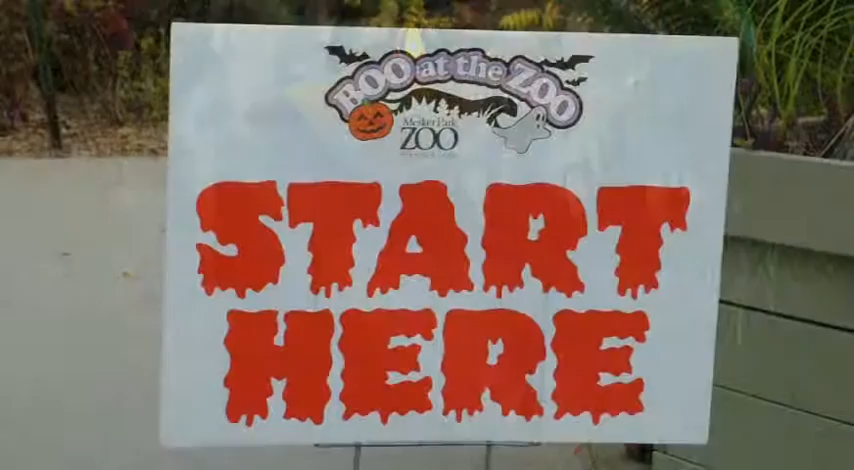 BOO at the ZOO
Mesker Park
ZOO
START
HERE